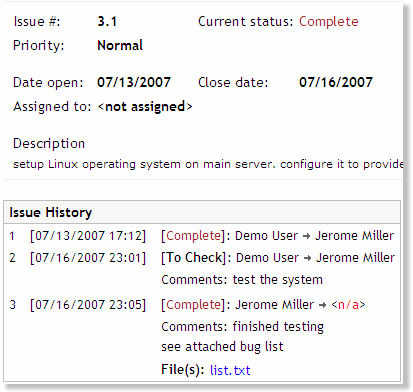 Issue #: 3.1 Current status: Complete
Priority: Normal
Date open: 07/13/2007 Close date: 07/16/2007
Assigned to: <not assigned>
Description
setup Linux operating system on main server. configure it to provide
Issue History
1 [07/13/2007 17:12] [Complete]: Demo User → Jerome Miller
2 [07/16/2007 23:01] [To Check]: Demo User → Jerome Miller
Comments: test the system
3 [07/16/2007 23:05] [Complete]: Jerome Miller → <n/a>
Comments: finished testing
see attached bug list
File(s): list.txt